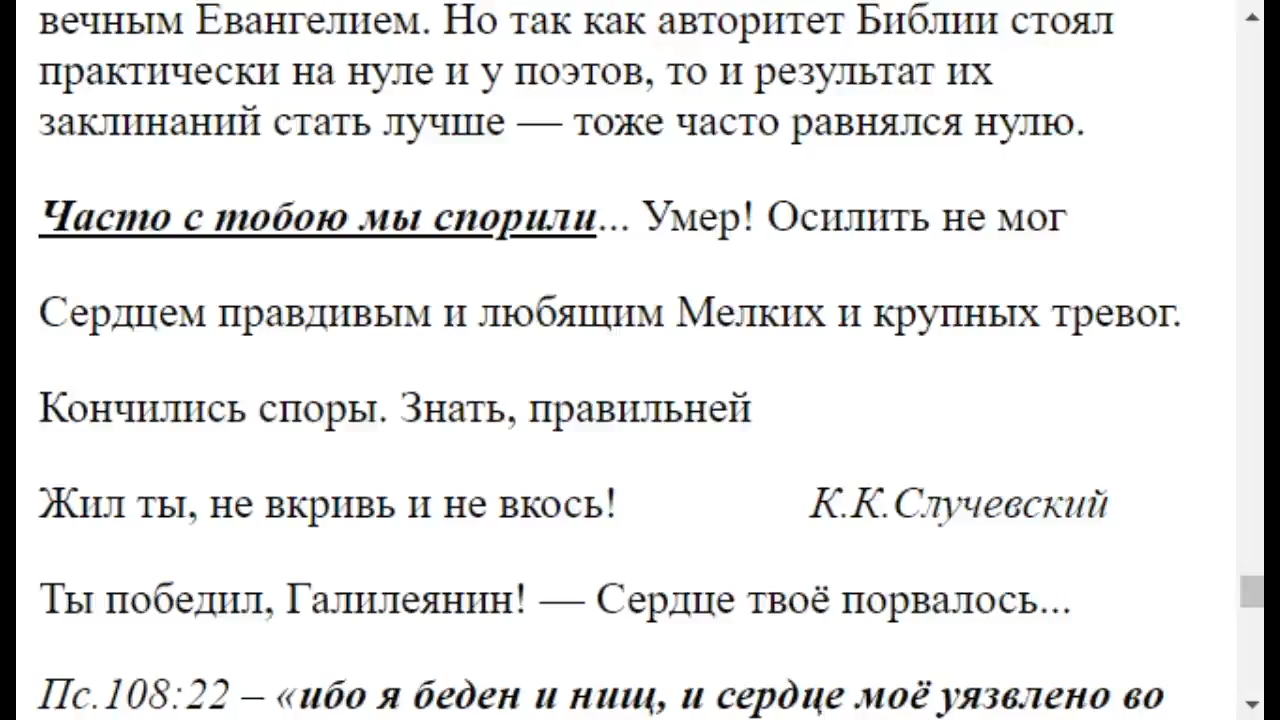 вечным Евангелием. Но так как авторитет Библии стоял
практически на нуле и у поэтов, то и результат их
заклинаний стать лучше — тоже часто равнялся нулю.
Часто с тобою мы спорили... Умер! Осилить не мог
Сердцем правдивым и любящим Мелких и крупных тревог.
Кончились споры. Знать, правильней
Жил ты, не вкривь и не вкось! К.К.Случевский
Ты победил, Галилеянин! — Сердце твоё порвалось...
Пс.108:22 – «ибо я беден и нищ, и сердце моё уязвлено во